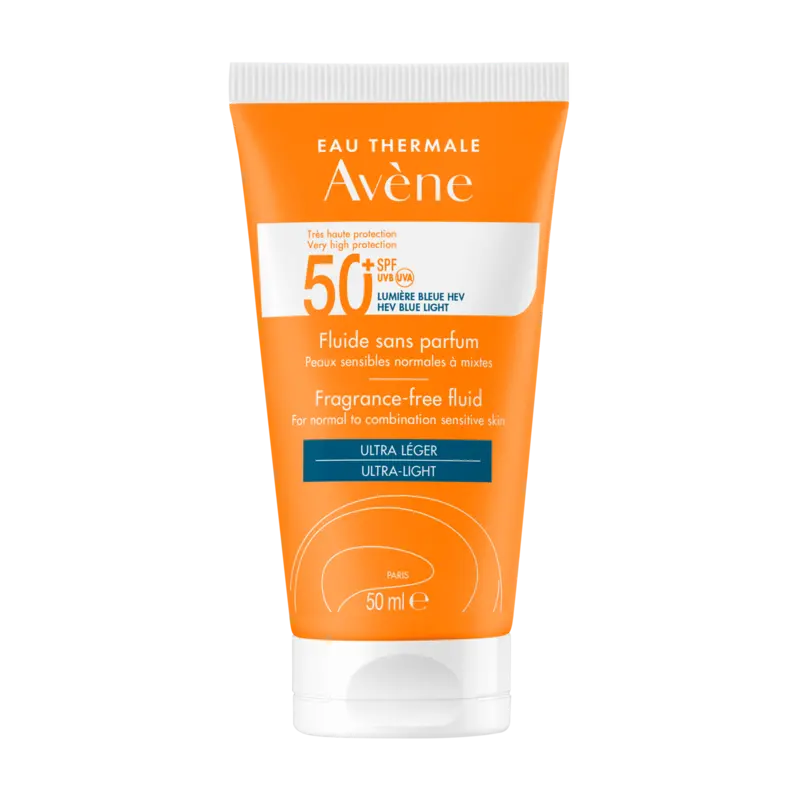 EAU THERMALE
Avène
Très haute protection
Very high protection
50+ SPF
UVB UVA
LUMIÈRE BLEUE HEV
HEV BLUE LIGHT
Fluide sans parfum
Peaux sensibles normales à mixtes
Fragrance-free fluid
For normal to combination sensitive skin
ULTRA LÉGER
ULTRA-LIGHT
PARIS
50 ml ℮